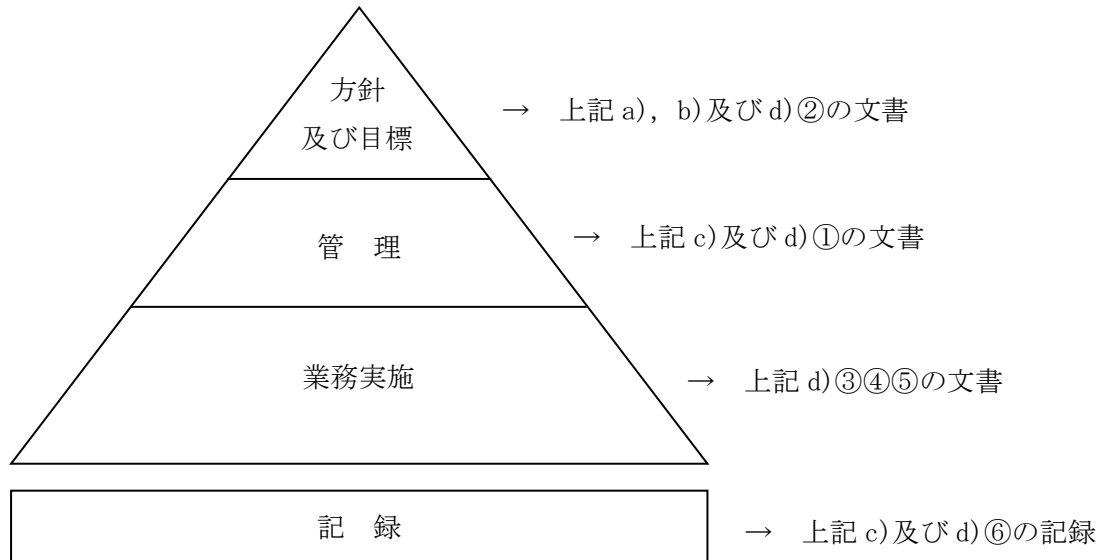 方針
及び目標
→ 上記 a), b)及び d)②の文書
管 理
→ 上記 c)及び d)①の文書
業務実施
→ 上記 d)③④⑤の文書
記 録
→ 上記 c)及び d)⑥の記録